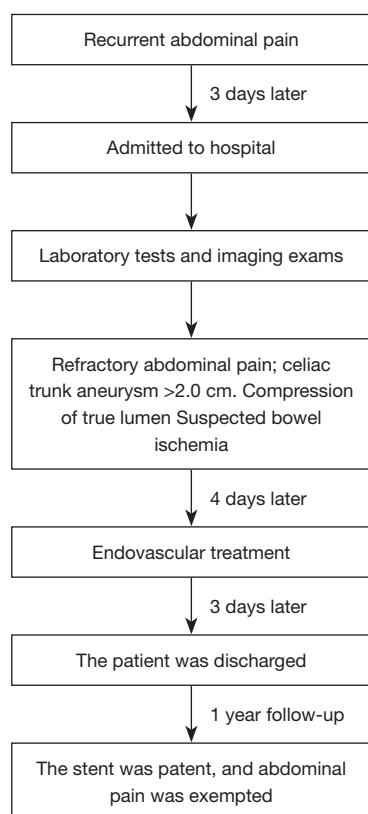 Recurrent abdominal pain
3 days later
Admitted to hospital
Laboratory tests and imaging exams
Refractory abdominal pain; celiac
trunk aneurysm >2.0 cm. Compression
of true lumen Suspected bowel
ischemia
4 days later
Endovascular treatment
3 days later
The patient was discharged
1 year follow-up
The stent was patent, and abdominal
pain was exempted